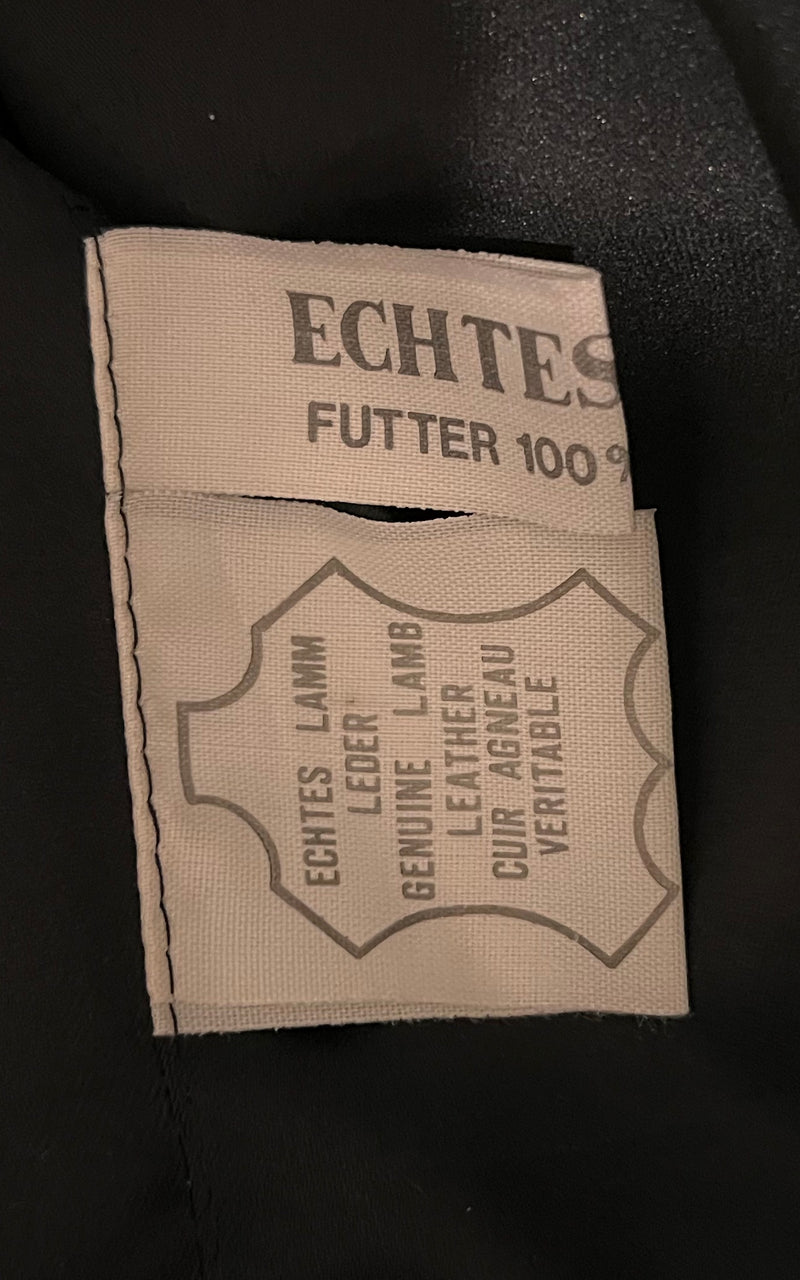 ECHTES
FUTTER 100%
ECHTES LAMM
LEDER
GENUINE LAMB
LEATHER
CUIR AGNEAU
VERITABLE